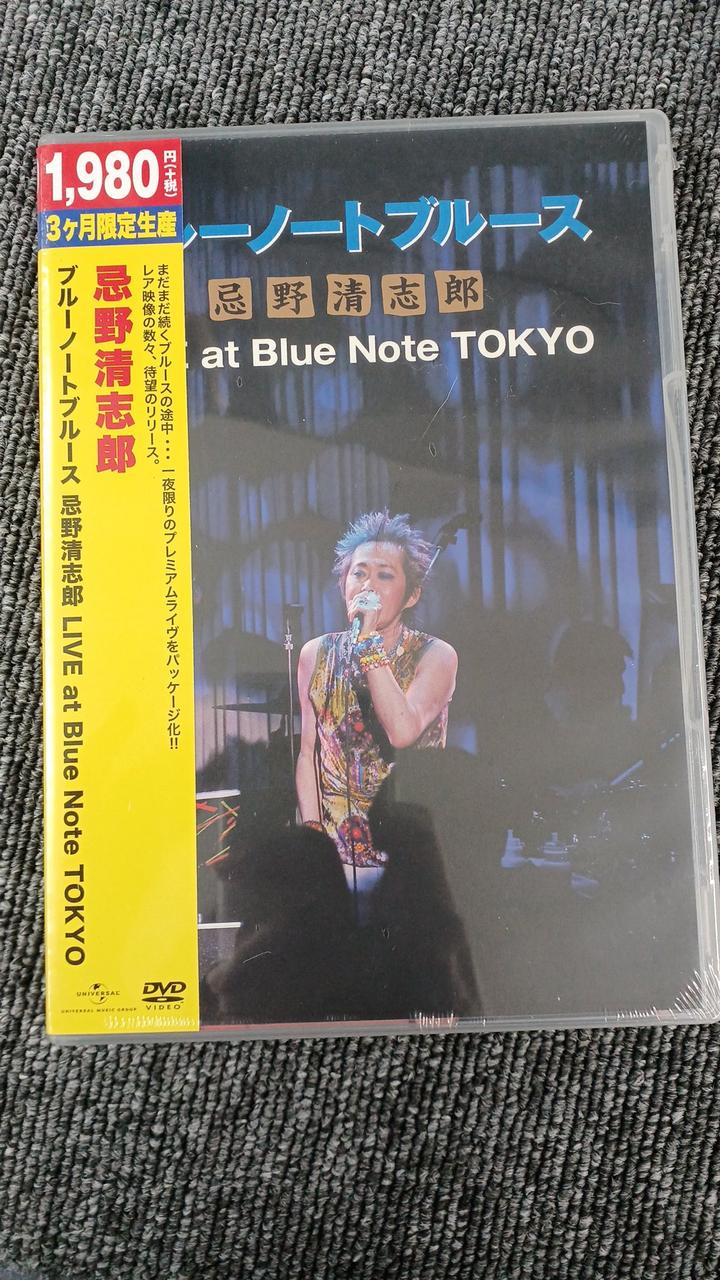 1,980円(+税)
3ヶ月限定生産
まだまだ続くブルースの途中・・・一夜限りのプレミアムライヴをパッケージ化!!
レア映像の数々、待望のリリース。
忌野清志郎
ブルーノートブルース 忌野清志郎 LIVE at Blue Note TOKYO
UNIVERSAL
UNIVERSAL MUSIC GROUP
DVD
VIDEO
ルーノートブルース
忌野清志郎
E at Blue Note TOKYO